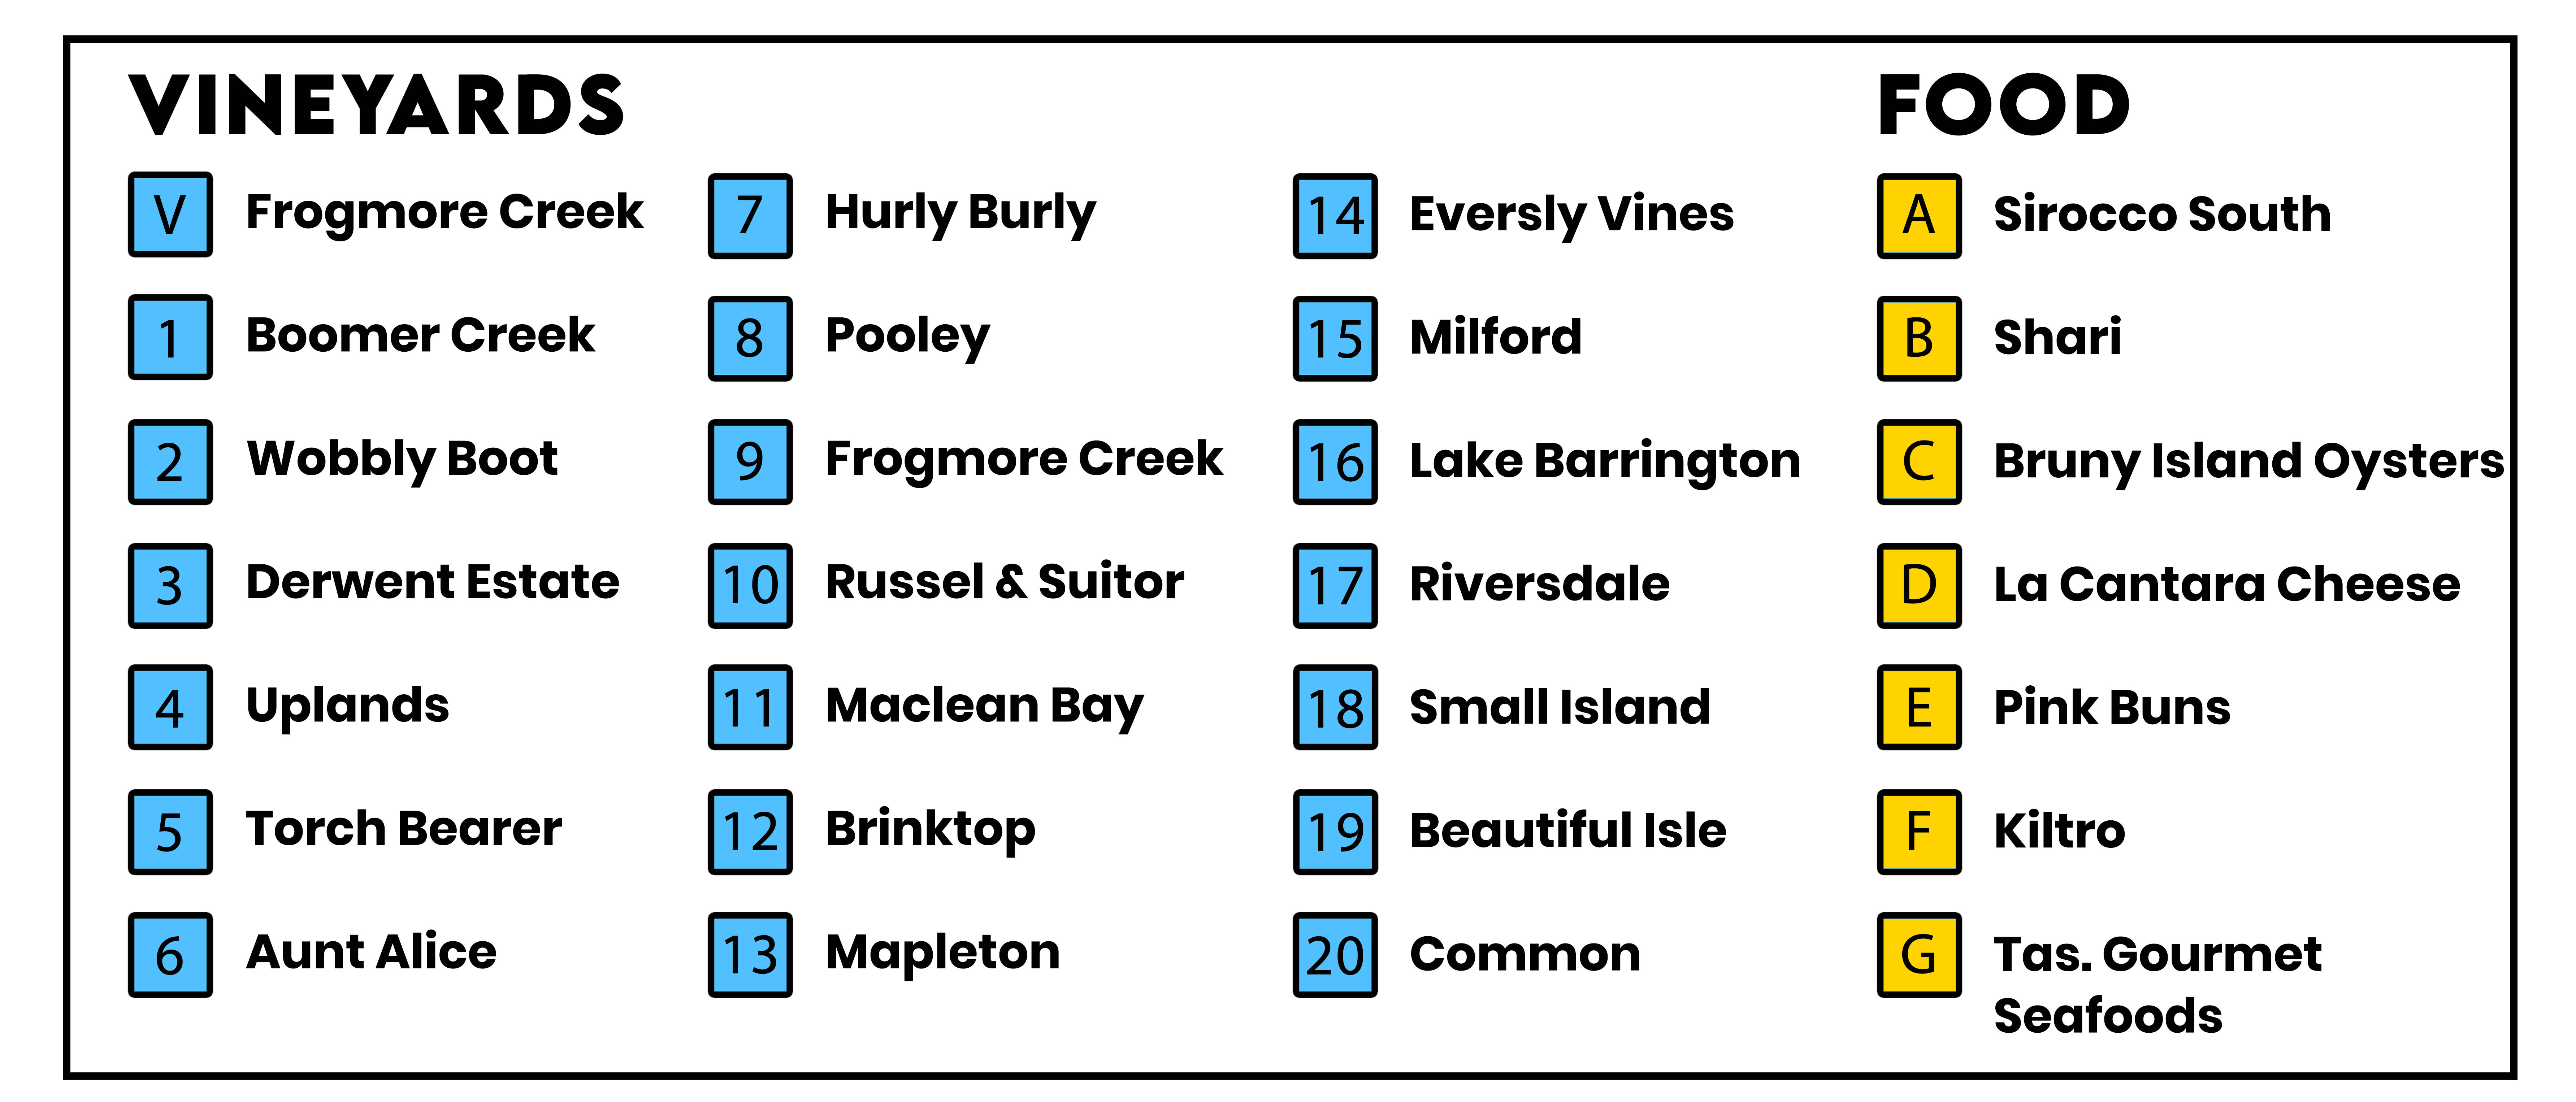 VINEYARDS
V Frogmore Creek
1 Boomer Creek
2 Wobbly Boot
3 Derwent Estate
4 Uplands
5 Torch Bearer
6 Aunt Alice
7 Hurly Burly
8 Pooley
9 Frogmore Creek
10 Russel & Suitor
11 Maclean Bay
12 Brinktop
13 Mapleton
14 Eversly Vines
15 Milford
16 Lake Barrington
17 Riversdale
18 Small Island
19 Beautiful Isle
20 Common
FOOD
A Sirocco South
B Shari
C Bruny Island Oysters
D La Cantara Cheese
E Pink Buns
F Kiltro
G Tas. Gourmet
Seafoods